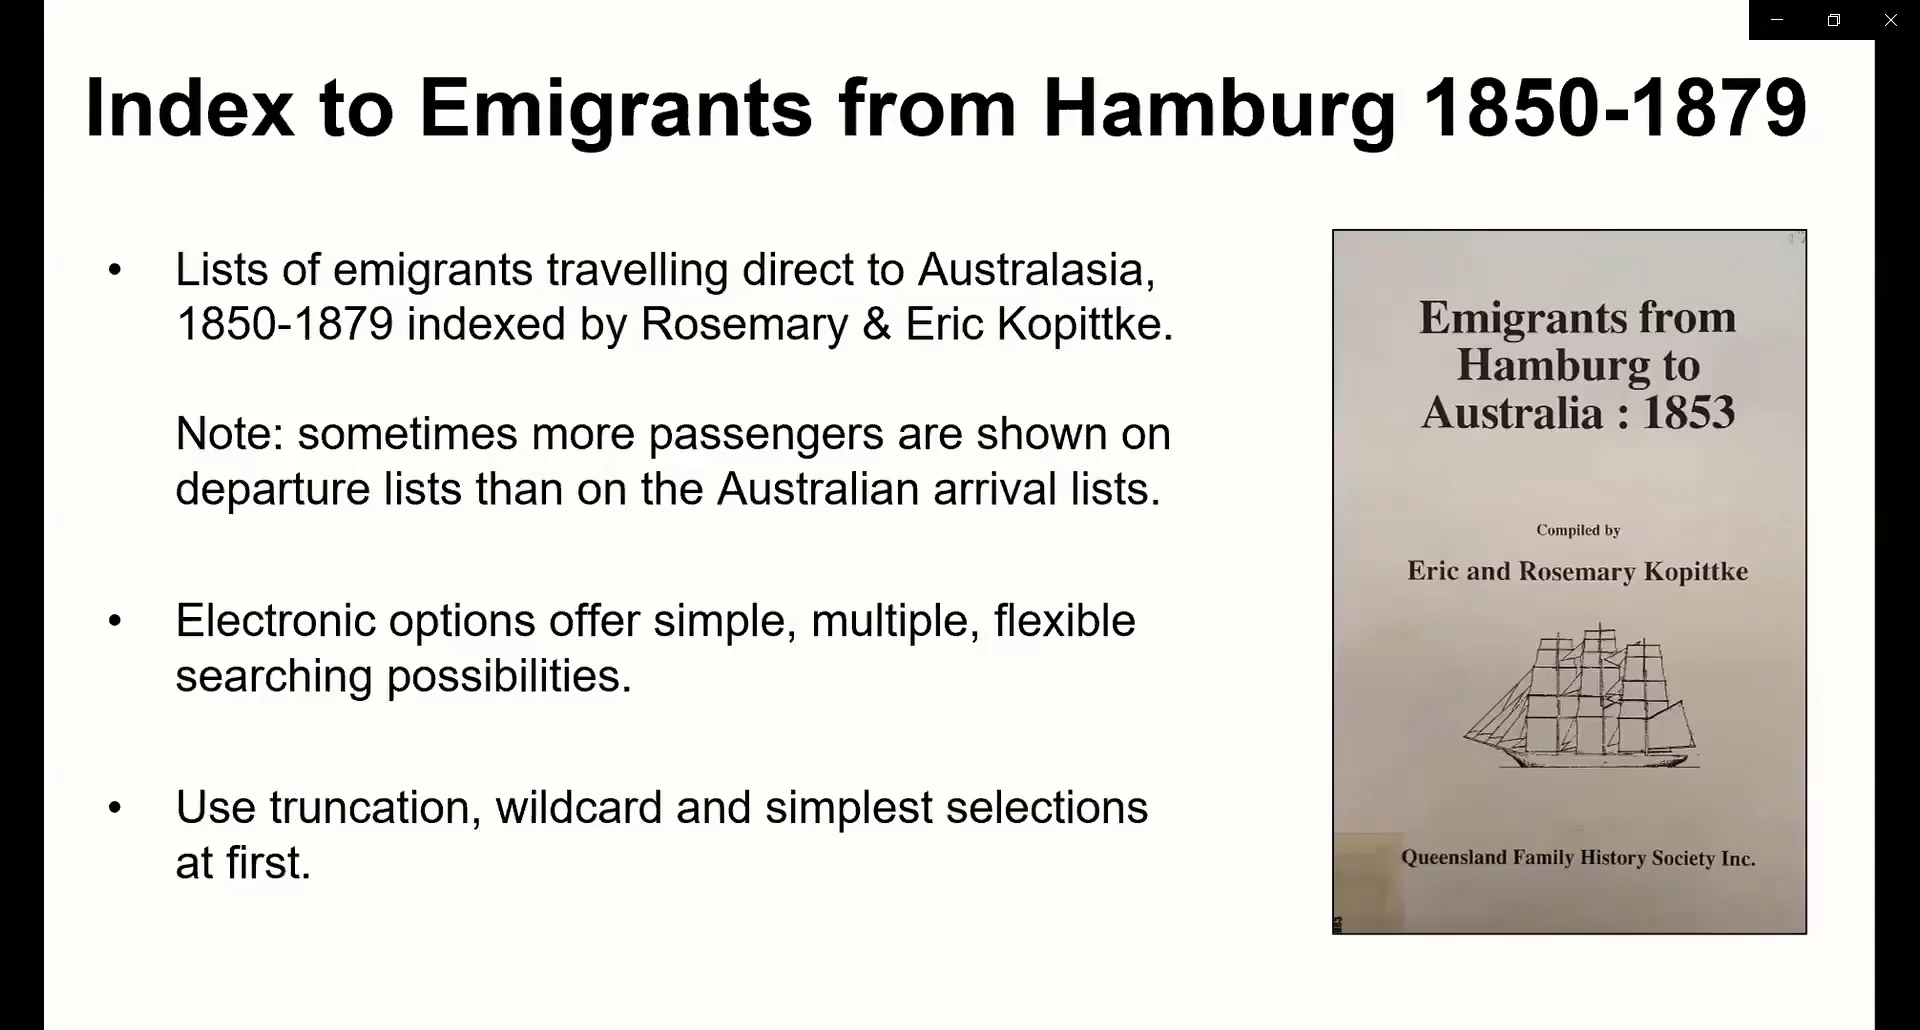 Index to Emigrants from Hamburg 1850-1879
• Lists of emigrants travelling direct to Australasia,
1850-1879 indexed by Rosemary & Eric Kopittke.
Note: sometimes more passengers are shown on
departure lists than on the Australian arrival lists.
• Electronic options offer simple, multiple, flexible
searching possibilities.
• Use truncation, wildcard and simplest selections
at first.
Emigrants from
Hamburg to
Australia : 1853
Compiled by
Eric and Rosemary Kopittke
Queensland Family History Society Inc.